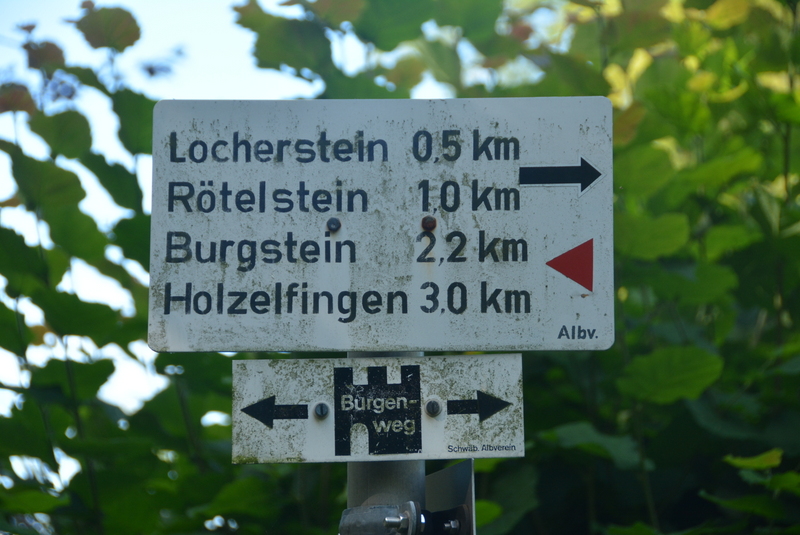 Locherstein 0,5 km
Rötelstein 1,0 km
Burgstein 2,2 km
Holzelfingen 3,0 km
Albv.
Burgen-
weg
Schwäb. Albverein